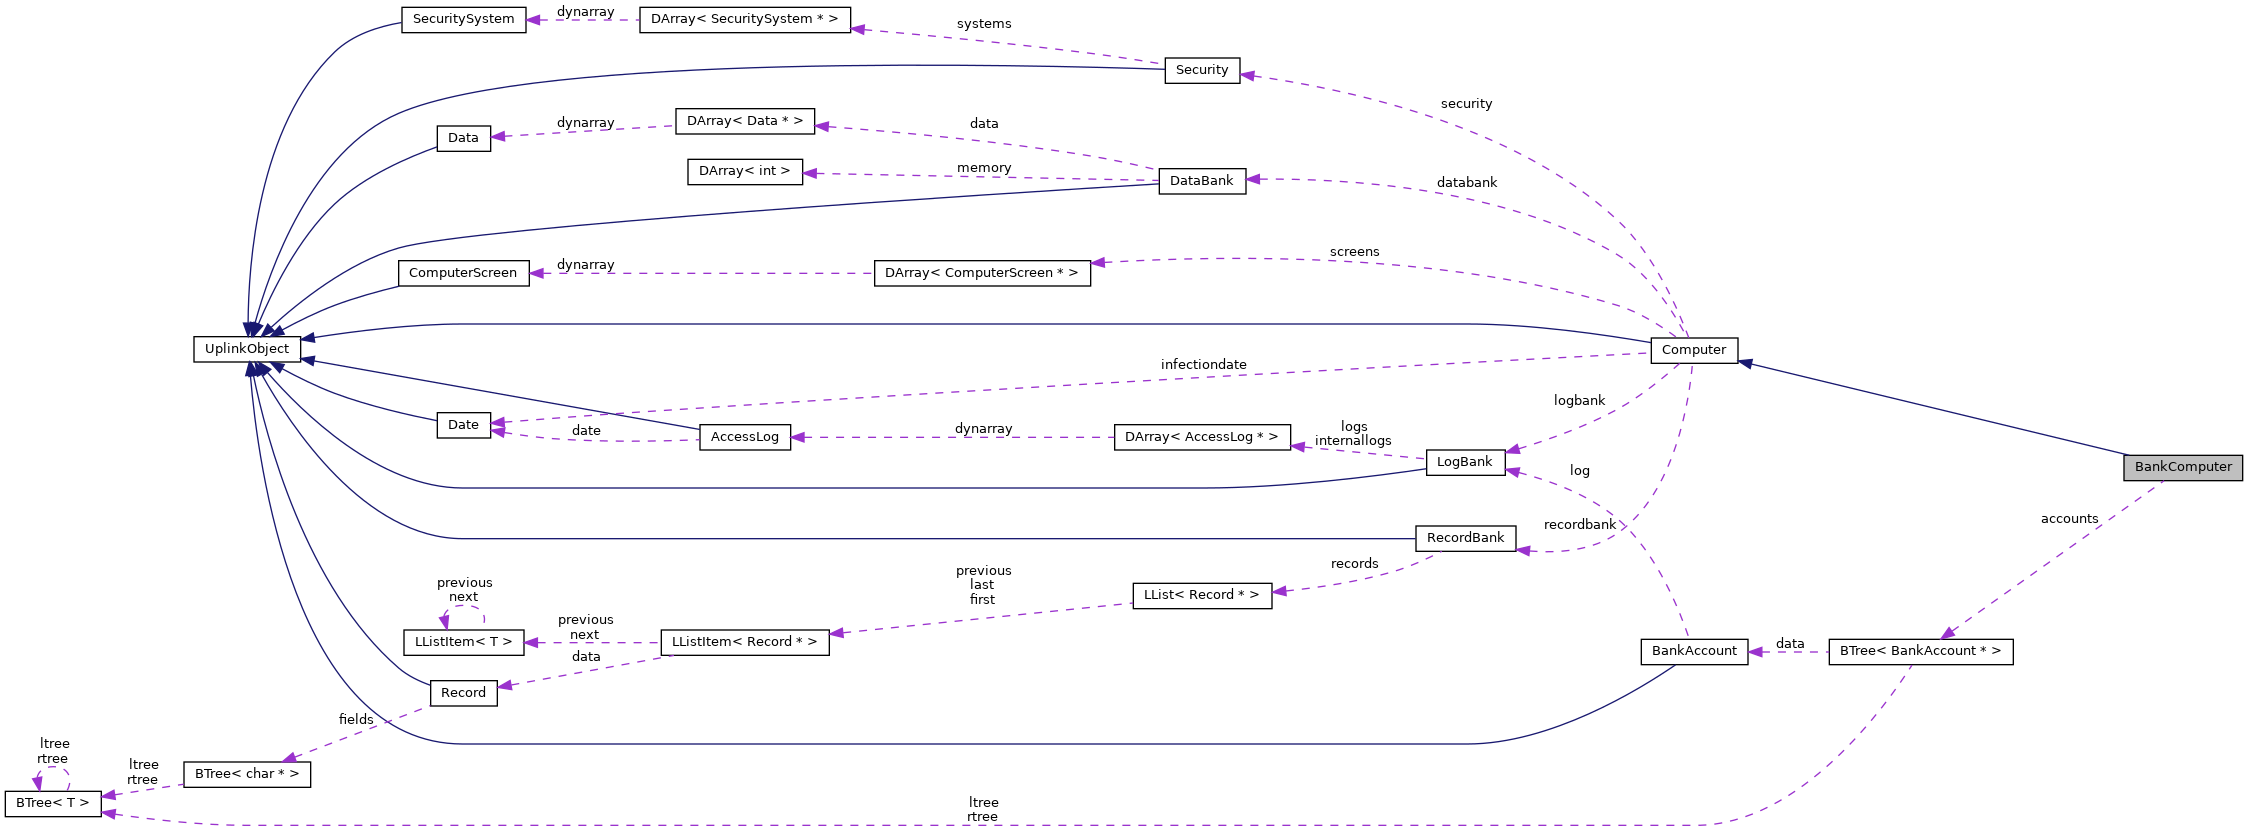 SecuritySystem
dynarray
DArray< SecuritySystem * >
systems
Security
security
Data
dynarray
DArray< Data * >
data
DArray< int >
memory
DataBank
databank
ComputerScreen
dynarray
DArray< ComputerScreen * >
screens
UplinkObject
Computer
infectiondate
logbank
Date
date
AccessLog
dynarray
DArray< AccessLog * >
logs
internallogs
LogBank
log
BankComputer
accounts
recordbank
RecordBank
records
previous
last
first
LList< Record * >
previous
next
LListItem< T >
previous
next
LListItem< Record * >
data
BankAccount
data
BTree< BankAccount * >
Record
fields
ltree
rtree
BTree< T >
ltree
rtree
BTree< char * >
ltree
rtree